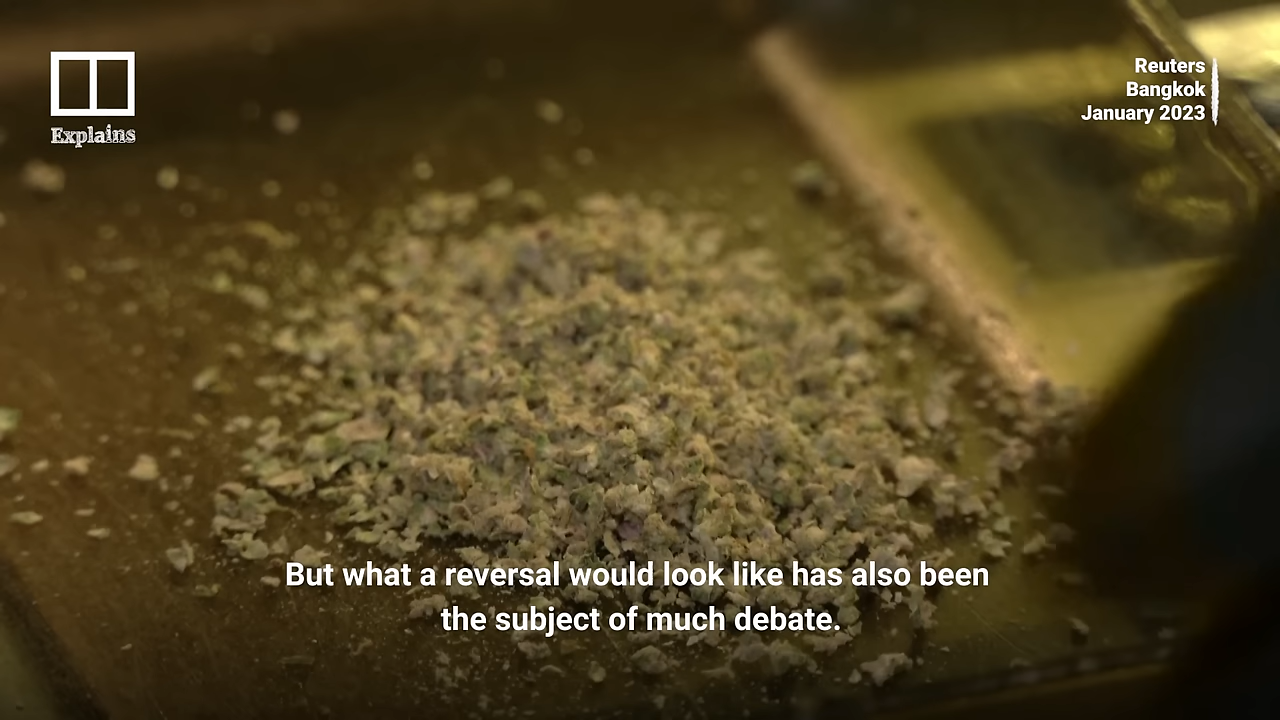 Explains
Reuters
Bangkok
January 2023
But what a reversal would look like has also been
the subject of much debate.